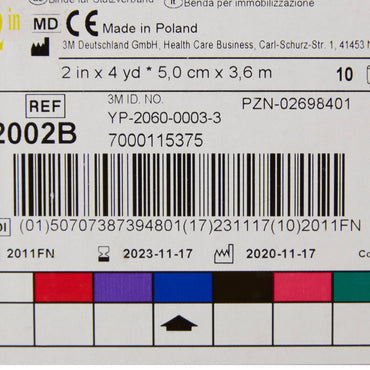 Binde für Stützverband
Benda per immobilizzazione
in
MD CE Made in Poland
3M Deutschland GmbH, Health Care Business, Carl-Schurz-Str. 1, 41453
2 in x 4 yd * 5,0 cm x 3,6 m 10
REF 3M ID. NO. PZN-02698401
2002B YP-2060-0003-3
7000115375
(01)50707387394801(17)231117(10)2011FN
2011FN 2023-11-17 2020-11-17